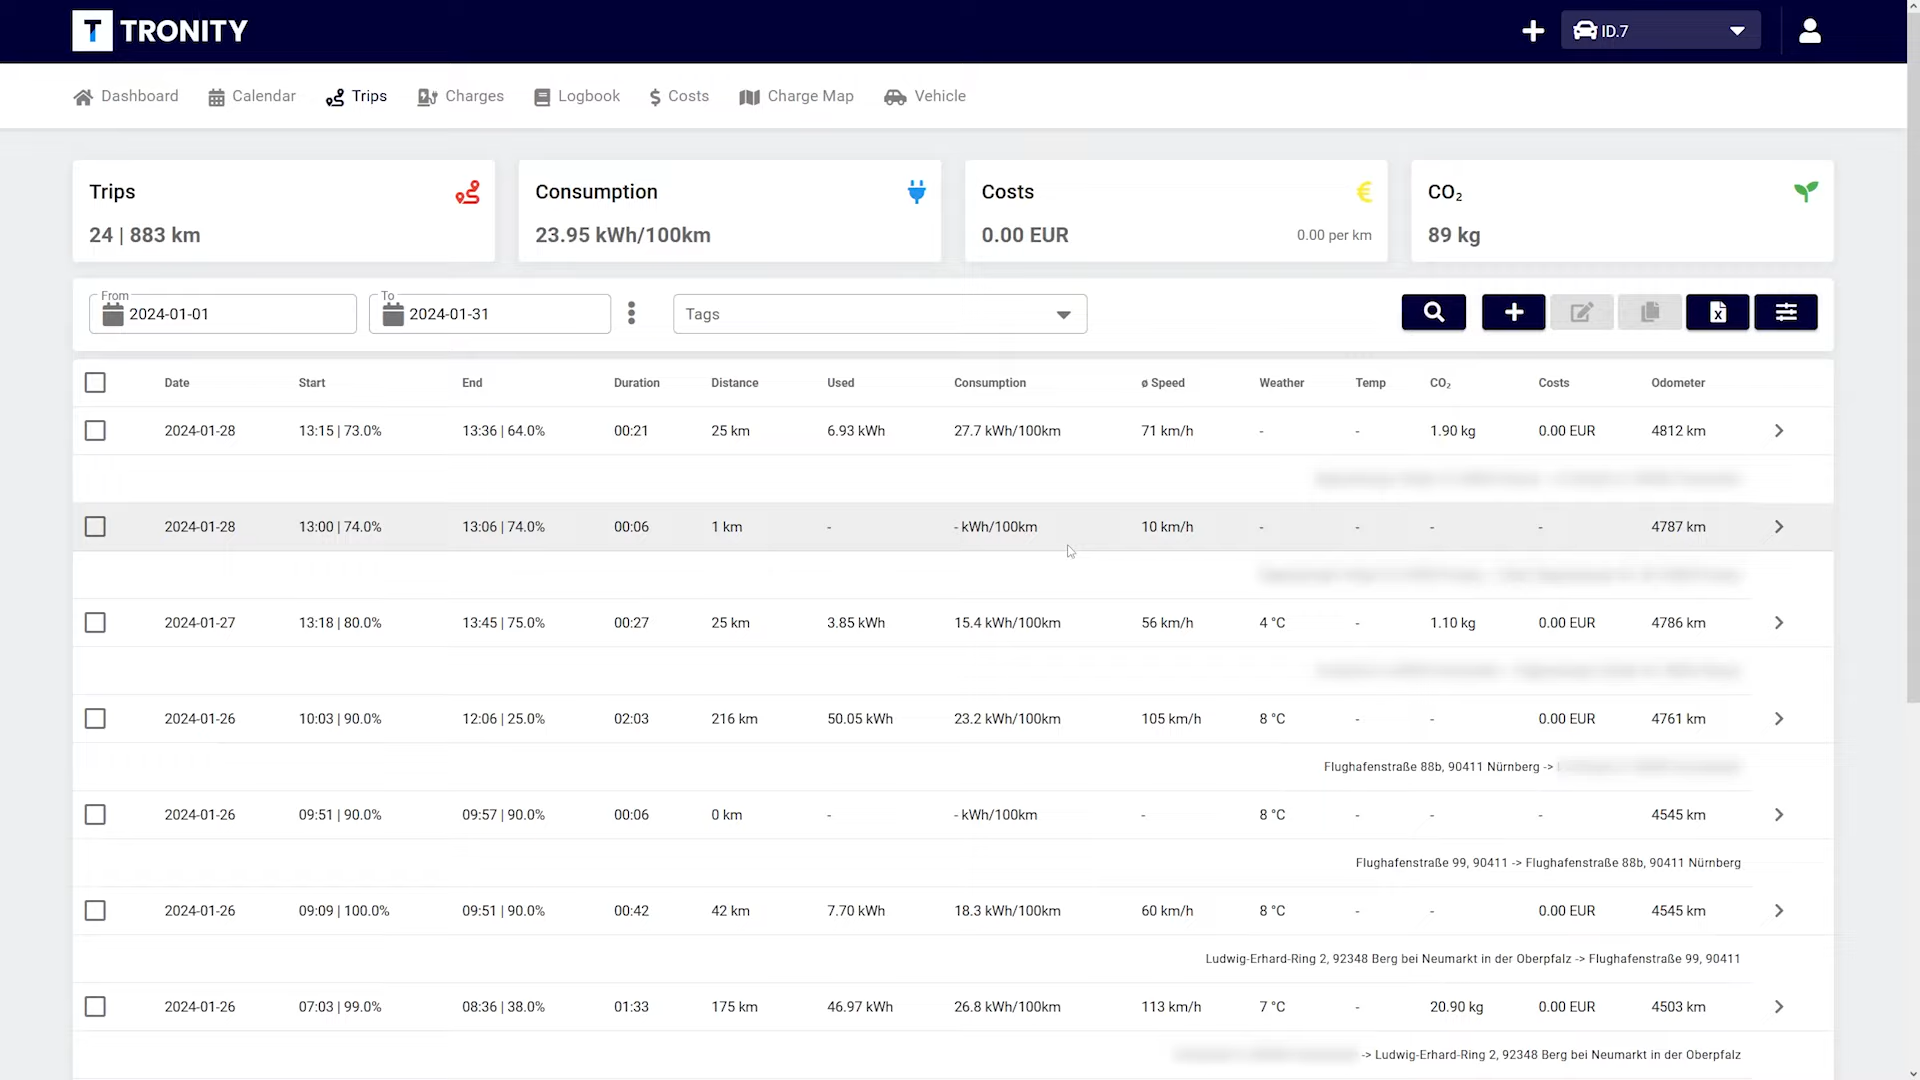 T TRONITY
ID.7
Dashboard Calendar Trips Charges Logbook $ Costs Charge Map Vehicle
Trips Consumption Costs € CO₂
24 | 883 km 23.95 kWh/100km 0.00 EUR 0.00 per km 89 kg
From To
2024-01-01 2024-01-31 Tags
Date Start End Duration Distance Used Consumption ø Speed Weather Temp CO₂ Costs Odometer
2024-01-28 13:15 | 73.0% 13:36 | 64.0% 00:21 25 km 6.93 kWh 27.7 kWh/100km 71 km/h - - 1.90 kg 0.00 EUR 4812 km
2024-01-28 13:00 | 74.0% 13:06 | 74.0% 00:06 1 km - - kWh/100km 10 km/h - - - - 4787 km
2024-01-27 13:18 | 80.0% 13:45 | 75.0% 00:27 25 km 3.85 kWh 15.4 kWh/100km 56 km/h 4 °C - 1.10 kg 0.00 EUR 4786 km
2024-01-26 10:03 | 90.0% 12:06 | 25.0% 02:03 216 km 50.05 kWh 23.2 kWh/100km 105 km/h 8 °C - - 0.00 EUR 4761 km
Flughafenstraße 88b, 90411 Nürnberg ->
2024-01-26 09:51 | 90.0% 09:57 | 90.0% 00:06 0 km - - kWh/100km - 8 °C - - - 4545 km
Flughafenstraße 99, 90411 -> Flughafenstraße 88b, 90411 Nürnberg
2024-01-26 09:09 | 100.0% 09:51 | 90.0% 00:42 42 km 7.70 kWh 18.3 kWh/100km 60 km/h 8 °C - - 0.00 EUR 4545 km
Ludwig-Erhard-Ring 2, 92348 Berg bei Neumarkt in der Oberpfalz -> Flughafenstraße 99, 90411
2024-01-26 07:03 | 99.0% 08:36 | 38.0% 01:33 175 km 46.97 kWh 26.8 kWh/100km 113 km/h 7 °C - 20.90 kg 0.00 EUR 4503 km
-> Ludwig-Erhard-Ring 2, 92348 Berg bei Neumarkt in der Oberpfalz